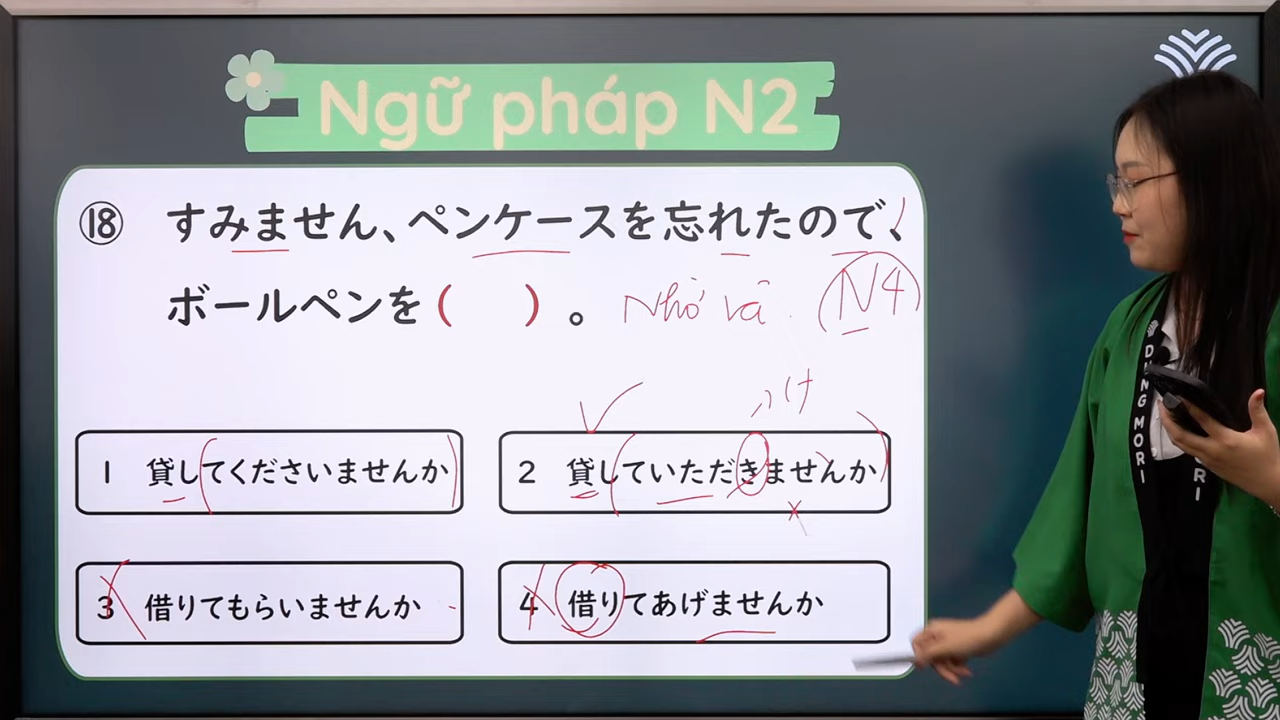 Ngữ pháp N2
⑱ すみません、ペンケースを忘れたので、
ボールペンを( )。
Nhờ vả (N4)
け
1 貸してくださいませんか
2 貸していただきませんか
3 借りてもらいませんか
4 借りてあげませんか
DUNG MORI
RI